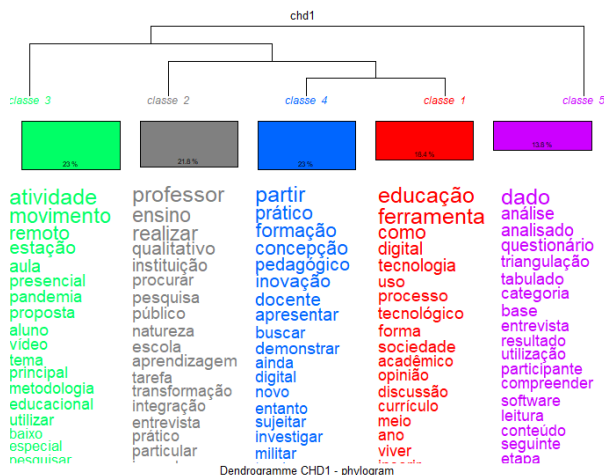 chd1
classe 3
classe 2
classe 4
classe 1
classe 5
23 %
21.8 %
23 %
18.4 %
13.8 %
atividade
movimento
remoto
estação
aula
presencial
pandemia
proposta
aluno
vídeo
tema
principal
metodologia
educacional
utilizar
baixo
especial
pesquisar
professor
ensino
realizar
qualitativo
instituição
procurar
pesquisa
público
natureza
escola
aprendizagem
tarefa
transformação
integração
entrevista
prático
particular
partir
prático
formação
concepção
pedagógico
inovação
docente
apresentar
buscar
demonstrar
ainda
digital
novo
entanto
sujeitar
investigar
militar
educação
ferramenta
como
digital
tecnologia
uso
processo
tecnológico
forma
sociedade
acadêmico
opinião
discussão
currículo
meio
ano
viver
dado
análise
analisado
questionário
triangulação
tabulado
categoria
base
entrevista
resultado
utilização
participante
compreender
software
leitura
conteúdo
seguinte
etapa
Dendrogramme CHD1 - phylogram